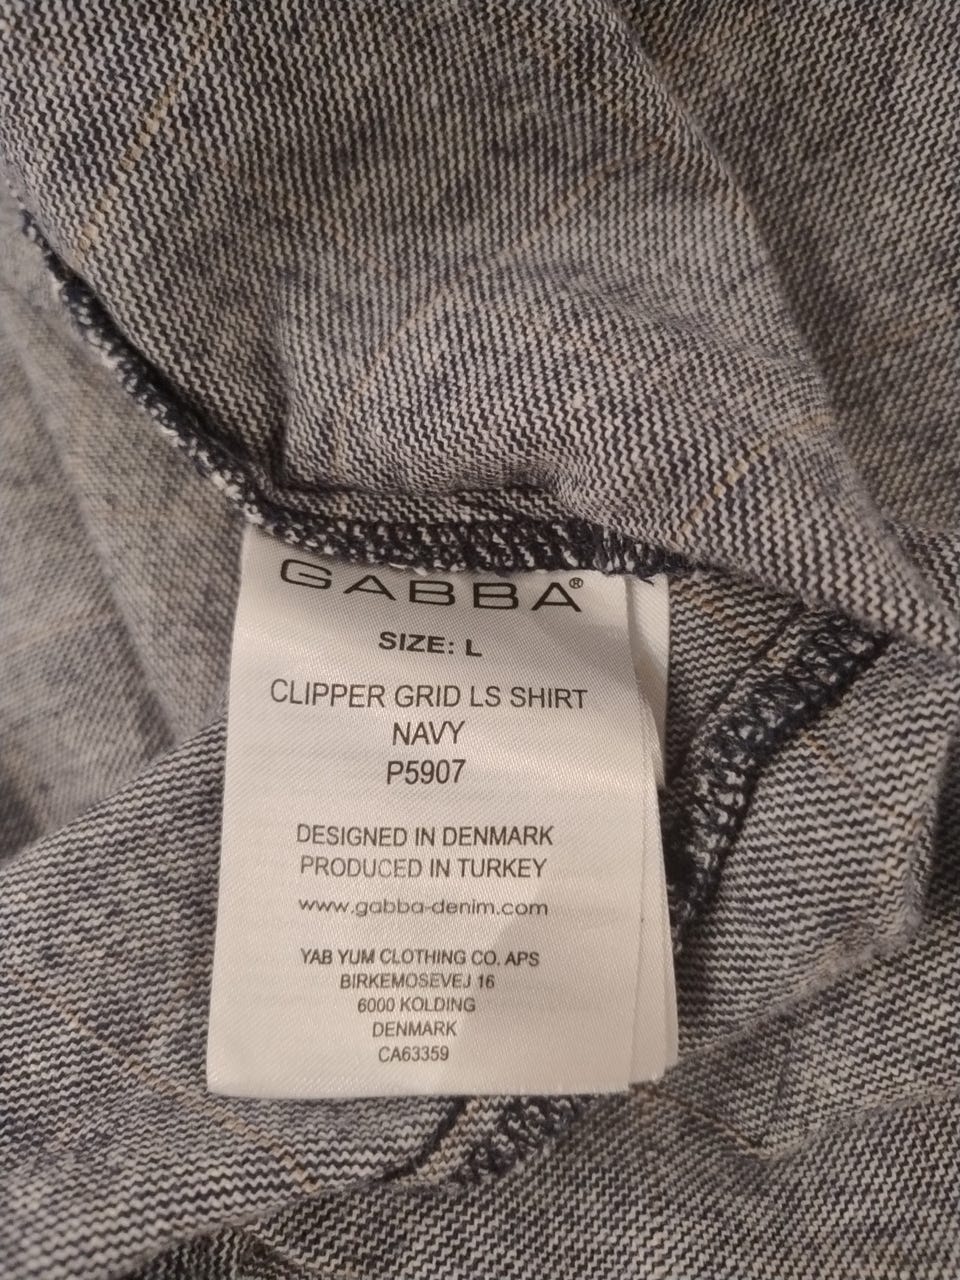 GABBA®
SIZE: L
CLIPPER GRID LS SHIRT
NAVY
P5907
DESIGNED IN DENMARK
PRODUCED IN TURKEY
www.gabba-denim.com
YAB YUM CLOTHING CO. APS
BIRKEMOSEVEJ 16
6000 KOLDING
DENMARK
CA63359